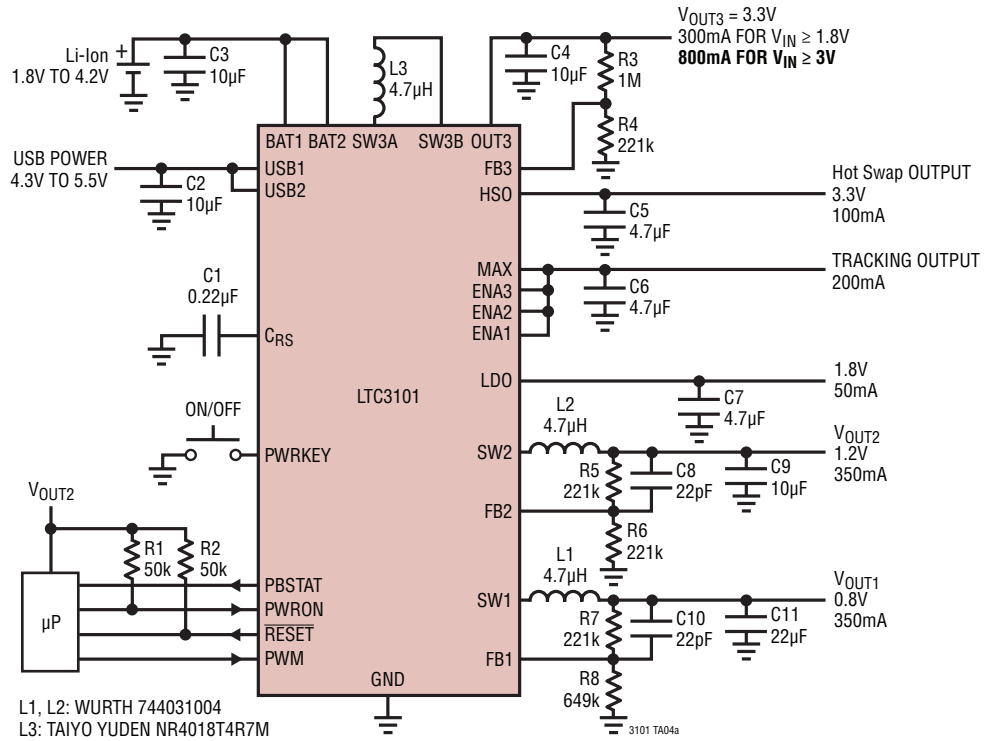 Li-Ion
1.8V TO 4.2V
+
C3
10µF
L3
4.7µH
C4
10µF
R3
1M
R4
221k
VOUT3 = 3.3V
300mA FOR VIN ≥ 1.8V
800mA FOR VIN ≥ 3V
BAT1 BAT2 SW3A SW3B OUT3
USB POWER
4.3V TO 5.5V
C2
10µF
USB1
USB2
FB3
HSO
Hot Swap OUTPUT
3.3V
100mA
C5
4.7µF
MAX
ENA3
ENA2
ENA1
TRACKING OUTPUT
200mA
C6
4.7µF
C1
0.22µF
CRS
LTC3101
LDO
1.8V
50mA
C7
4.7µF
ON/OFF
PWRKEY
SW2
L2
4.7µH
R5
221k
C8
22pF
C9
10µF
VOUT2
1.2V
350mA
FB2
R6
221k
VOUT2
R1
50k
R2
50k
µP
PBSTAT
PWRON
RESET
PWM
SW1
L1
4.7µH
R7
221k
C10
22pF
C11
22µF
VOUT1
0.8V
350mA
FB1
R8
649k
GND
3101 TA04a
L1, L2: WURTH 744031004
L3: TAIYO YUDEN NR4018T4R7M